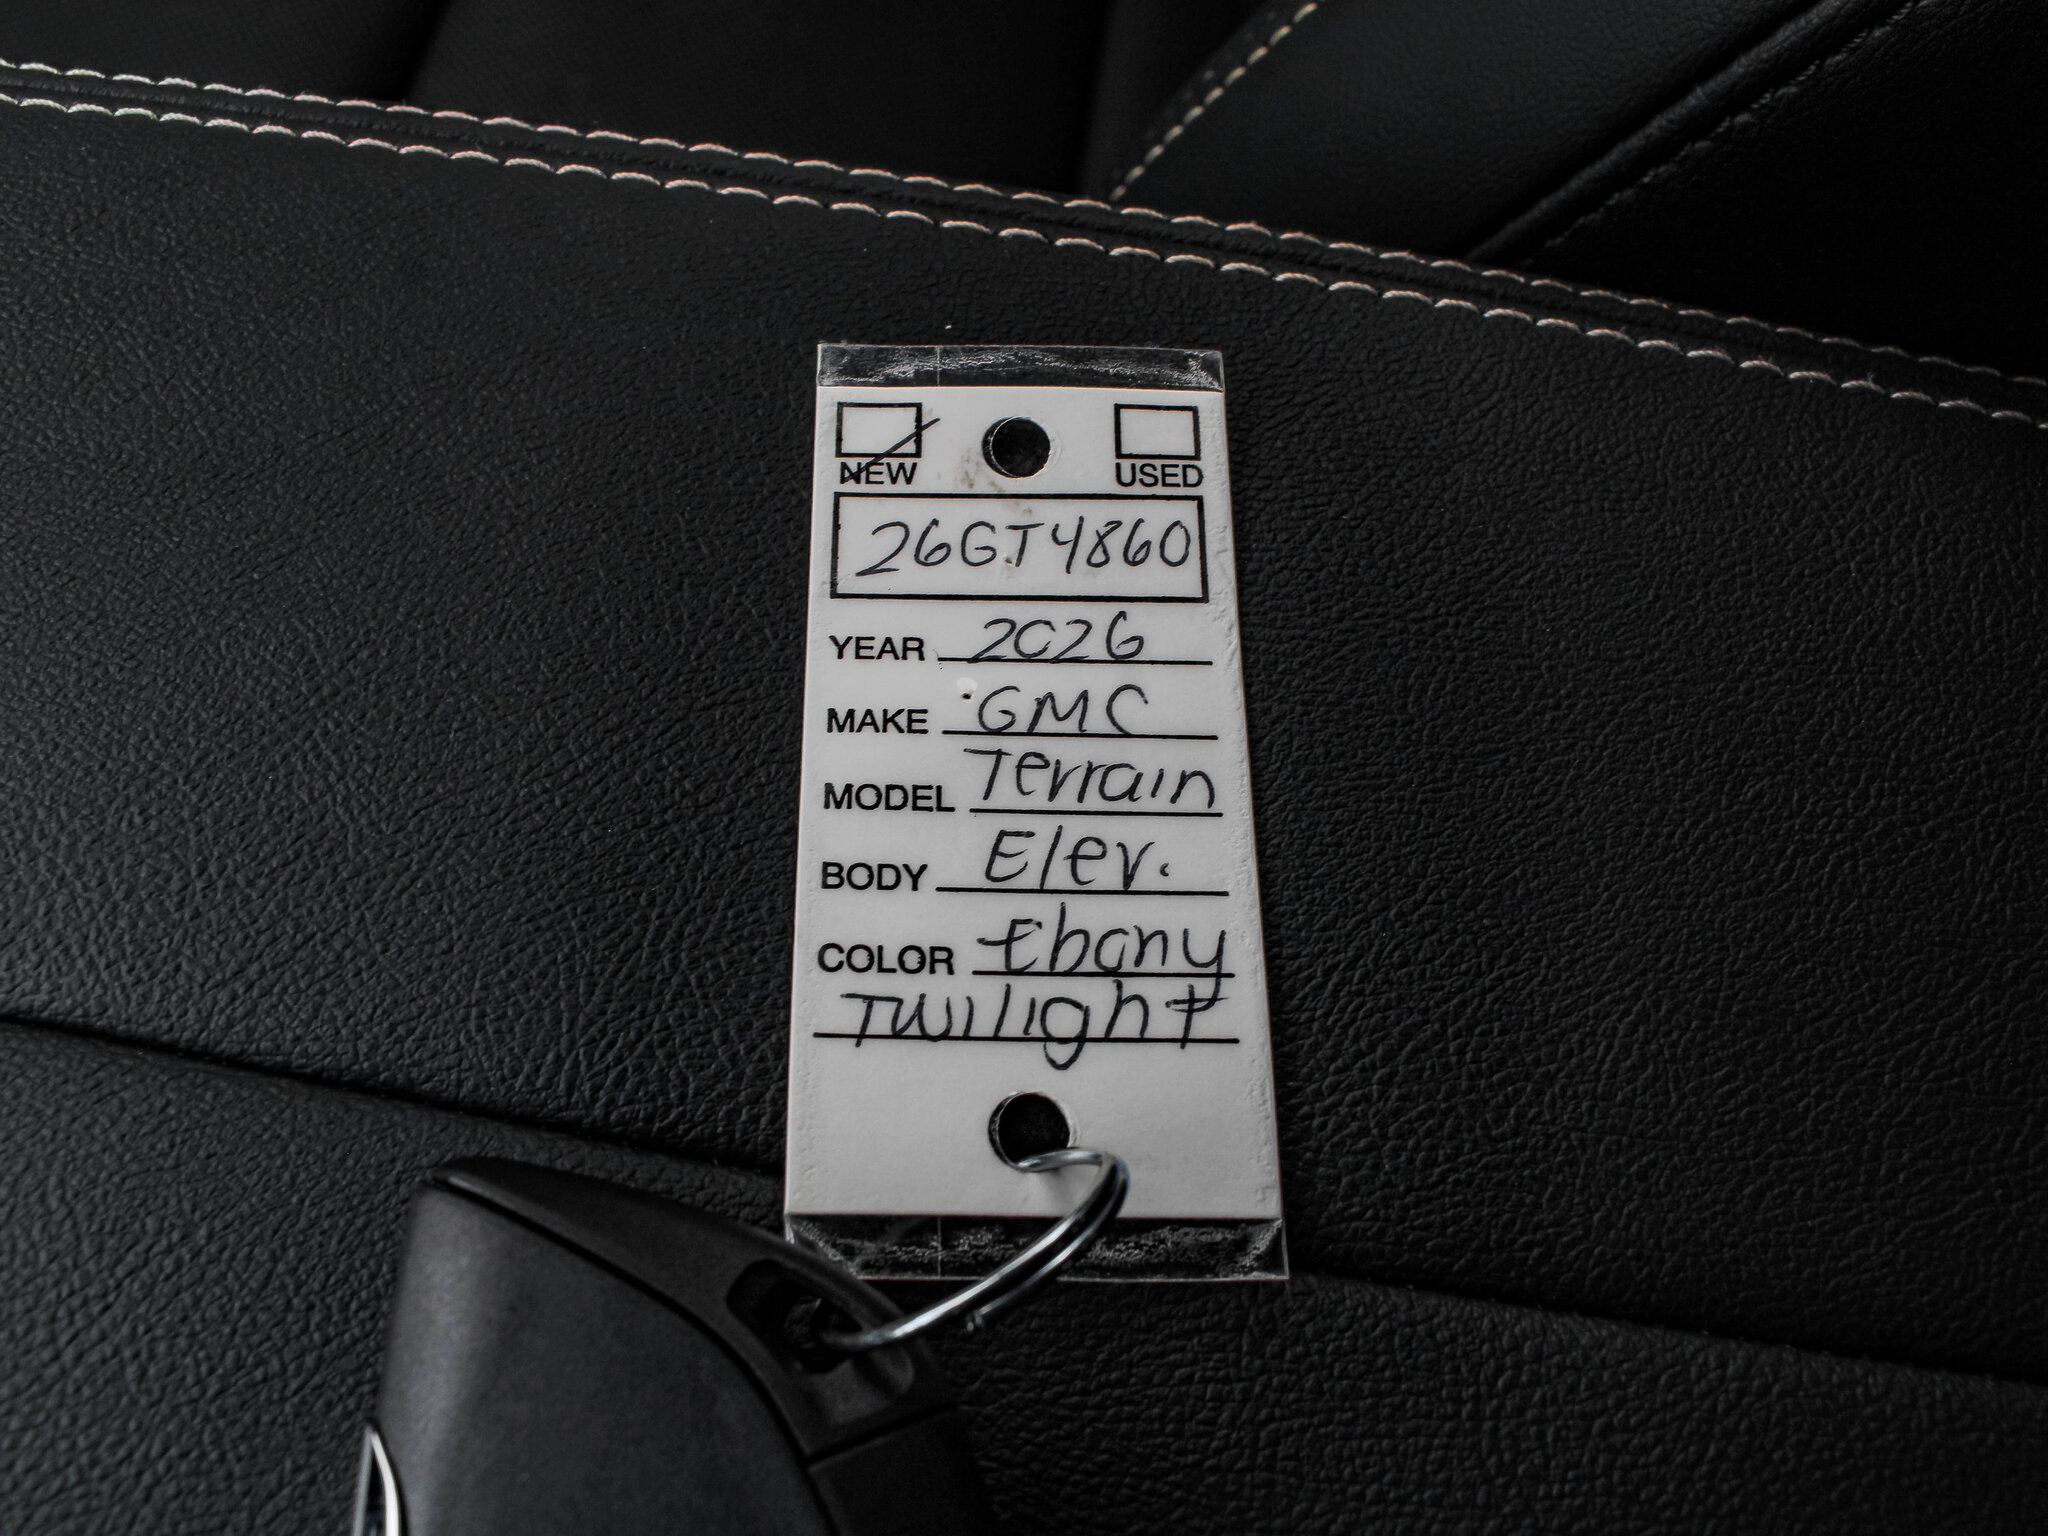 NEW USED
26GT4860
YEAR 2026
MAKE GMC
MODEL Terrain
BODY Elev.
COLOR Ebony
Twilight